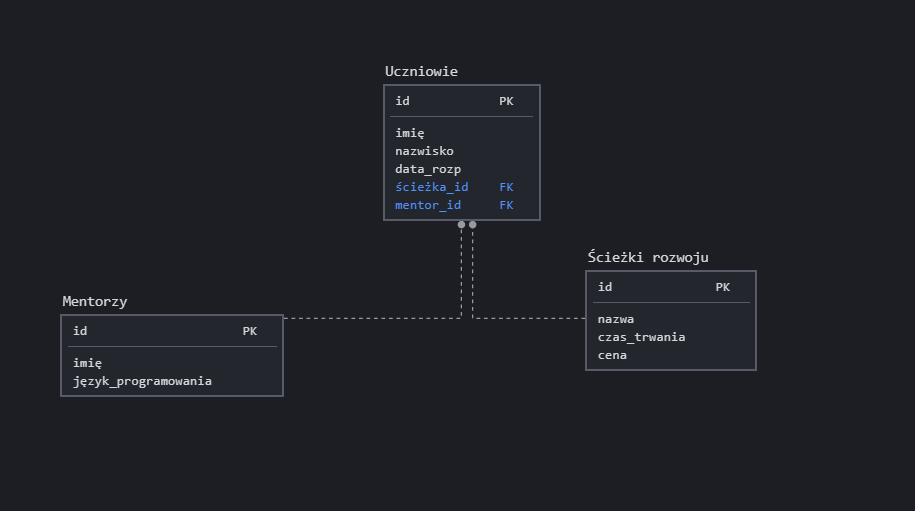 Uczniowie
id PK
imię
nazwisko
data_rozp
ścieżka_id FK
mentor_id FK
Ścieżki rozwoju
id PK
nazwa
czas_trwania
cena
Mentorzy
id PK
imię
język_programowania